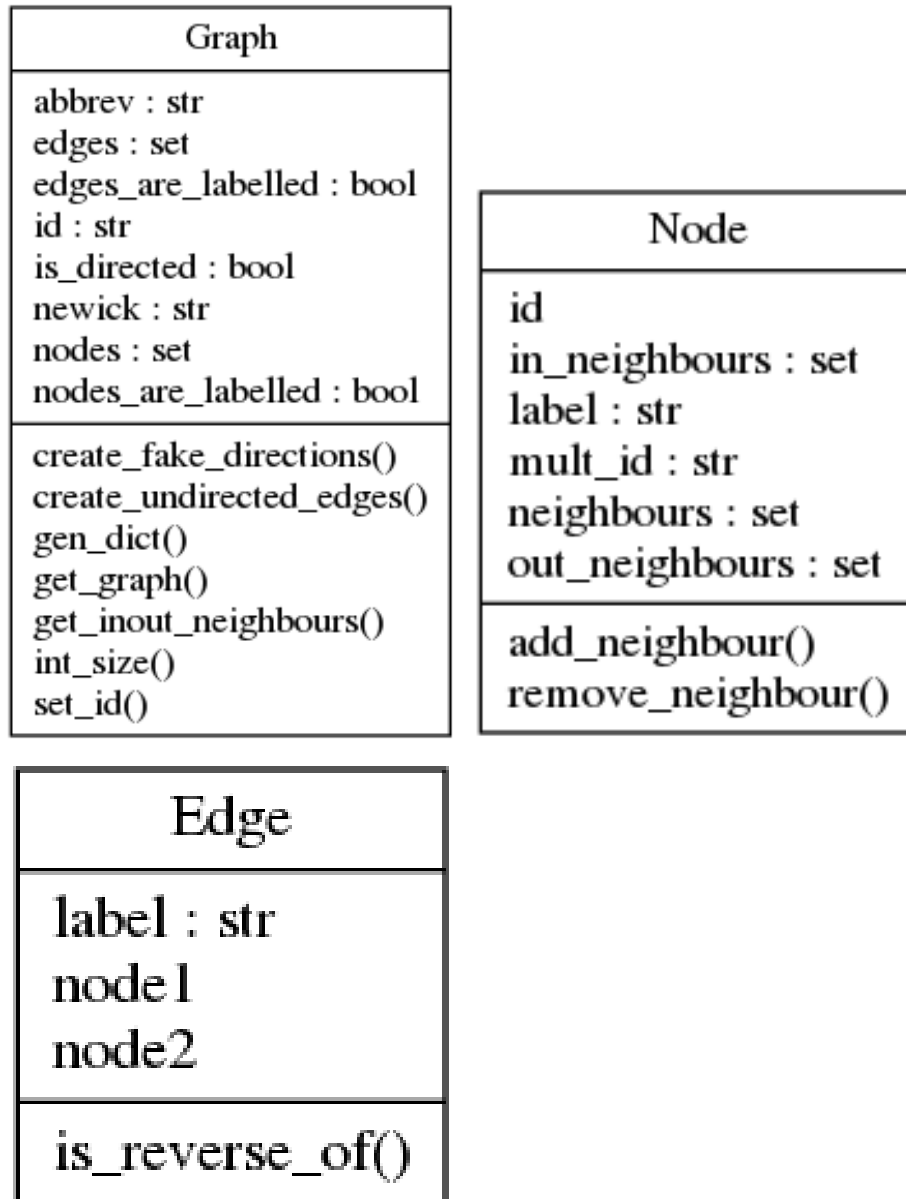 Graph
abbrev : str
edges : set
edges_are_labelled : bool
id : str
is_directed : bool
newick : str
nodes : set
nodes_are_labelled : bool
create_fake_directions()
create_undirected_edges()
gen_dict()
get_graph()
get_inout_neighbours()
int_size()
set_id()
Node
id
in_neighbours : set
label : str
mult_id : str
neighbours : set
out_neighbours : set
add_neighbour()
remove_neighbour()
Edge
label : str
node1
node2
is_reverse_of()